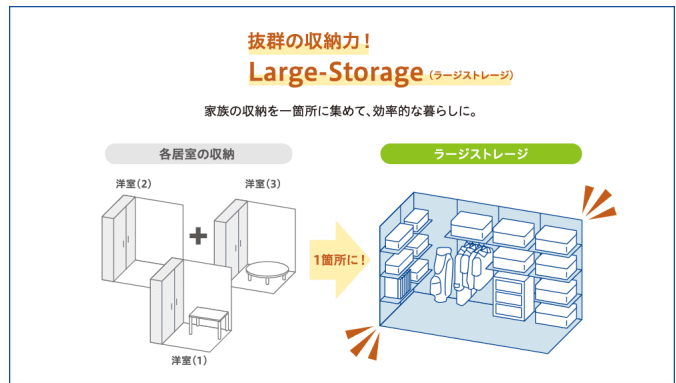 抜群の収納力！
Large-Storage（ラージストレージ）
家族の収納を一箇所に集めて、効率的な暮らしに。
各居室の収納
ラージストレージ
洋室（2）
洋室（3）
1箇所に！
洋室（1）